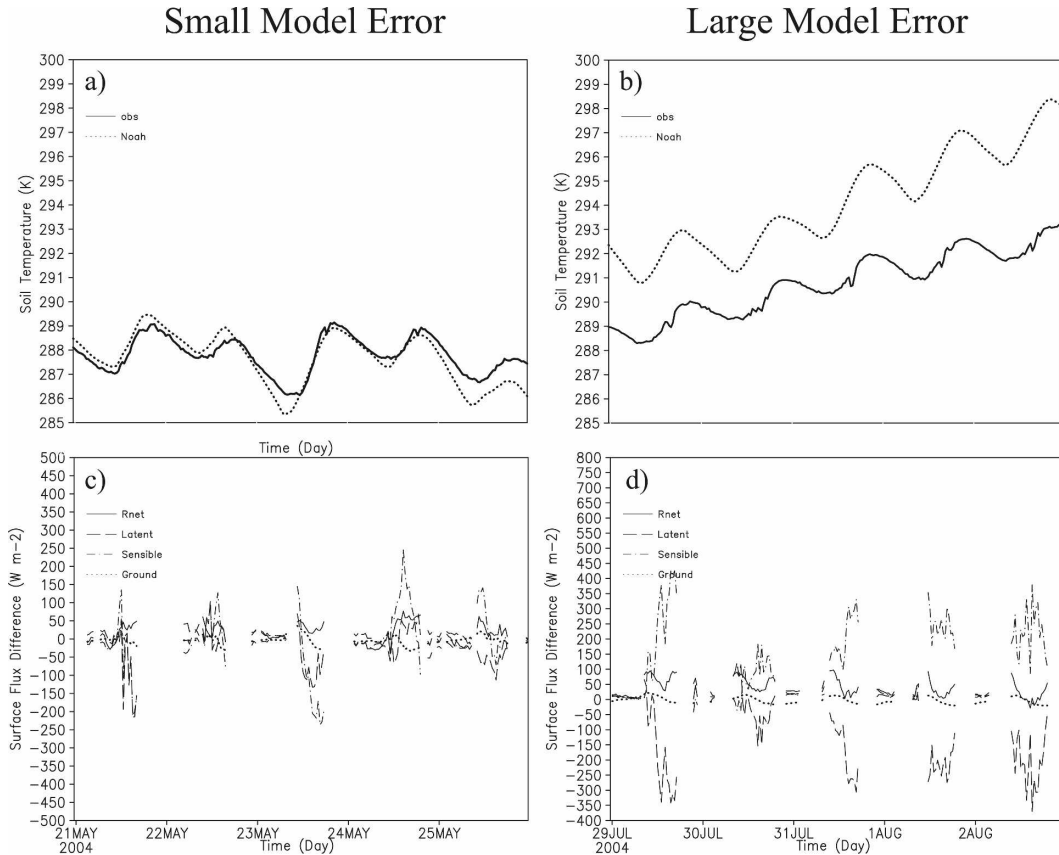 Small Model Error
Large Model Error
a)
obs
Noah
Soil Temperature (K)
300
299
298
297
296
295
294
293
292
291
290
289
288
287
286
285
Time (Day)
b)
obs
Noah
Soil Temperature (K)
300
299
298
297
296
295
294
293
292
291
290
289
288
287
286
285
c)
Rnet
Latent
Sensible
Ground
Surface Flux Difference (W m-2)
500
450
400
350
300
250
200
150
100
50
0
-50
-100
-150
-200
-250
-300
-350
-400
-450
-500
21MAY
2004
22MAY
23MAY
24MAY
25MAY
Time (Day)
d)
Rnet
Latent
Sensible
Ground
Surface Flux Difference (W m-2)
800
750
700
650
600
550
500
450
400
350
300
250
200
150
100
50
0
-50
-100
-150
-200
-250
-300
-350
-400
29JUL
2004
30JUL
31JUL
1AUG
2AUG
Time (Day)